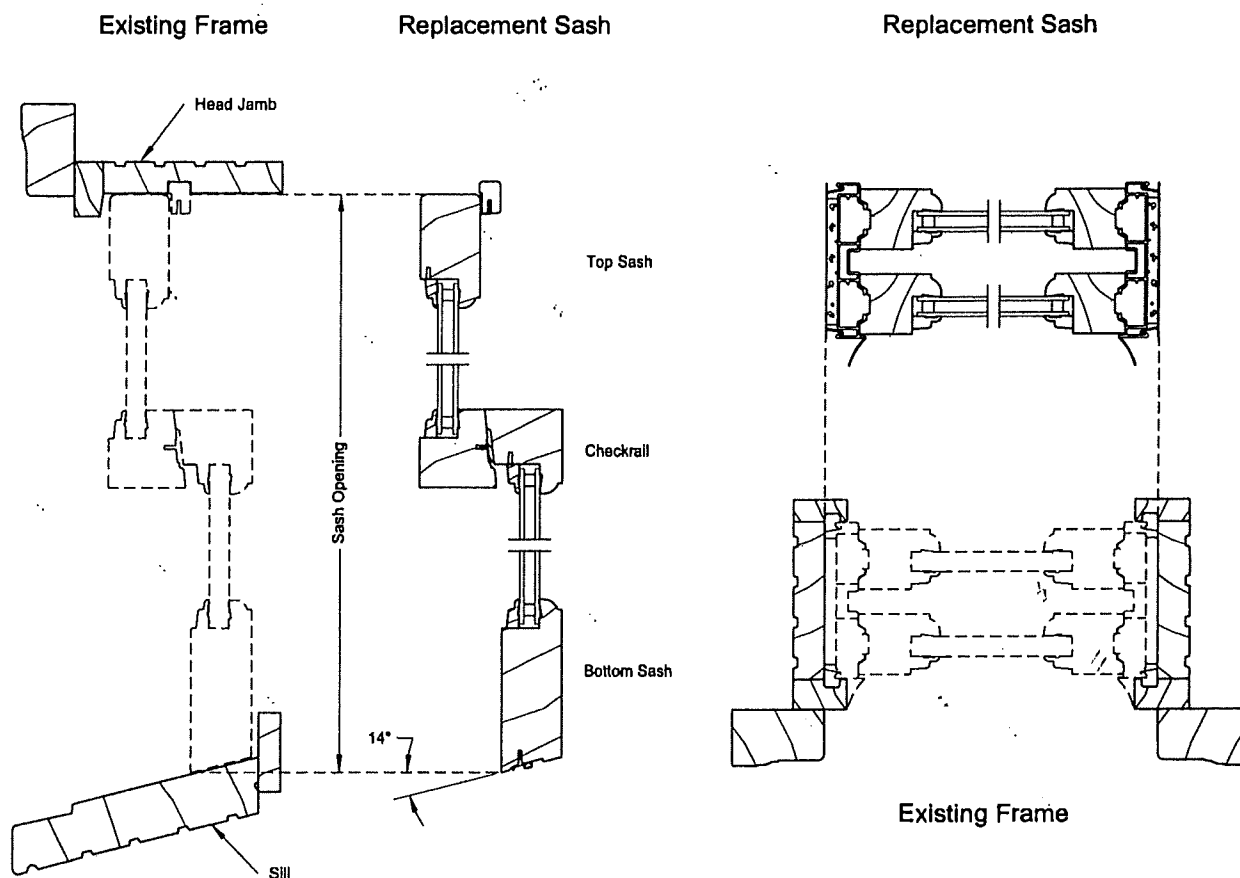 Existing Frame
Replacement Sash
Replacement Sash
Head Jamb
Top Sash
Sash Opening
Checkrail
Bottom Sash
14°
Existing Frame
Sill